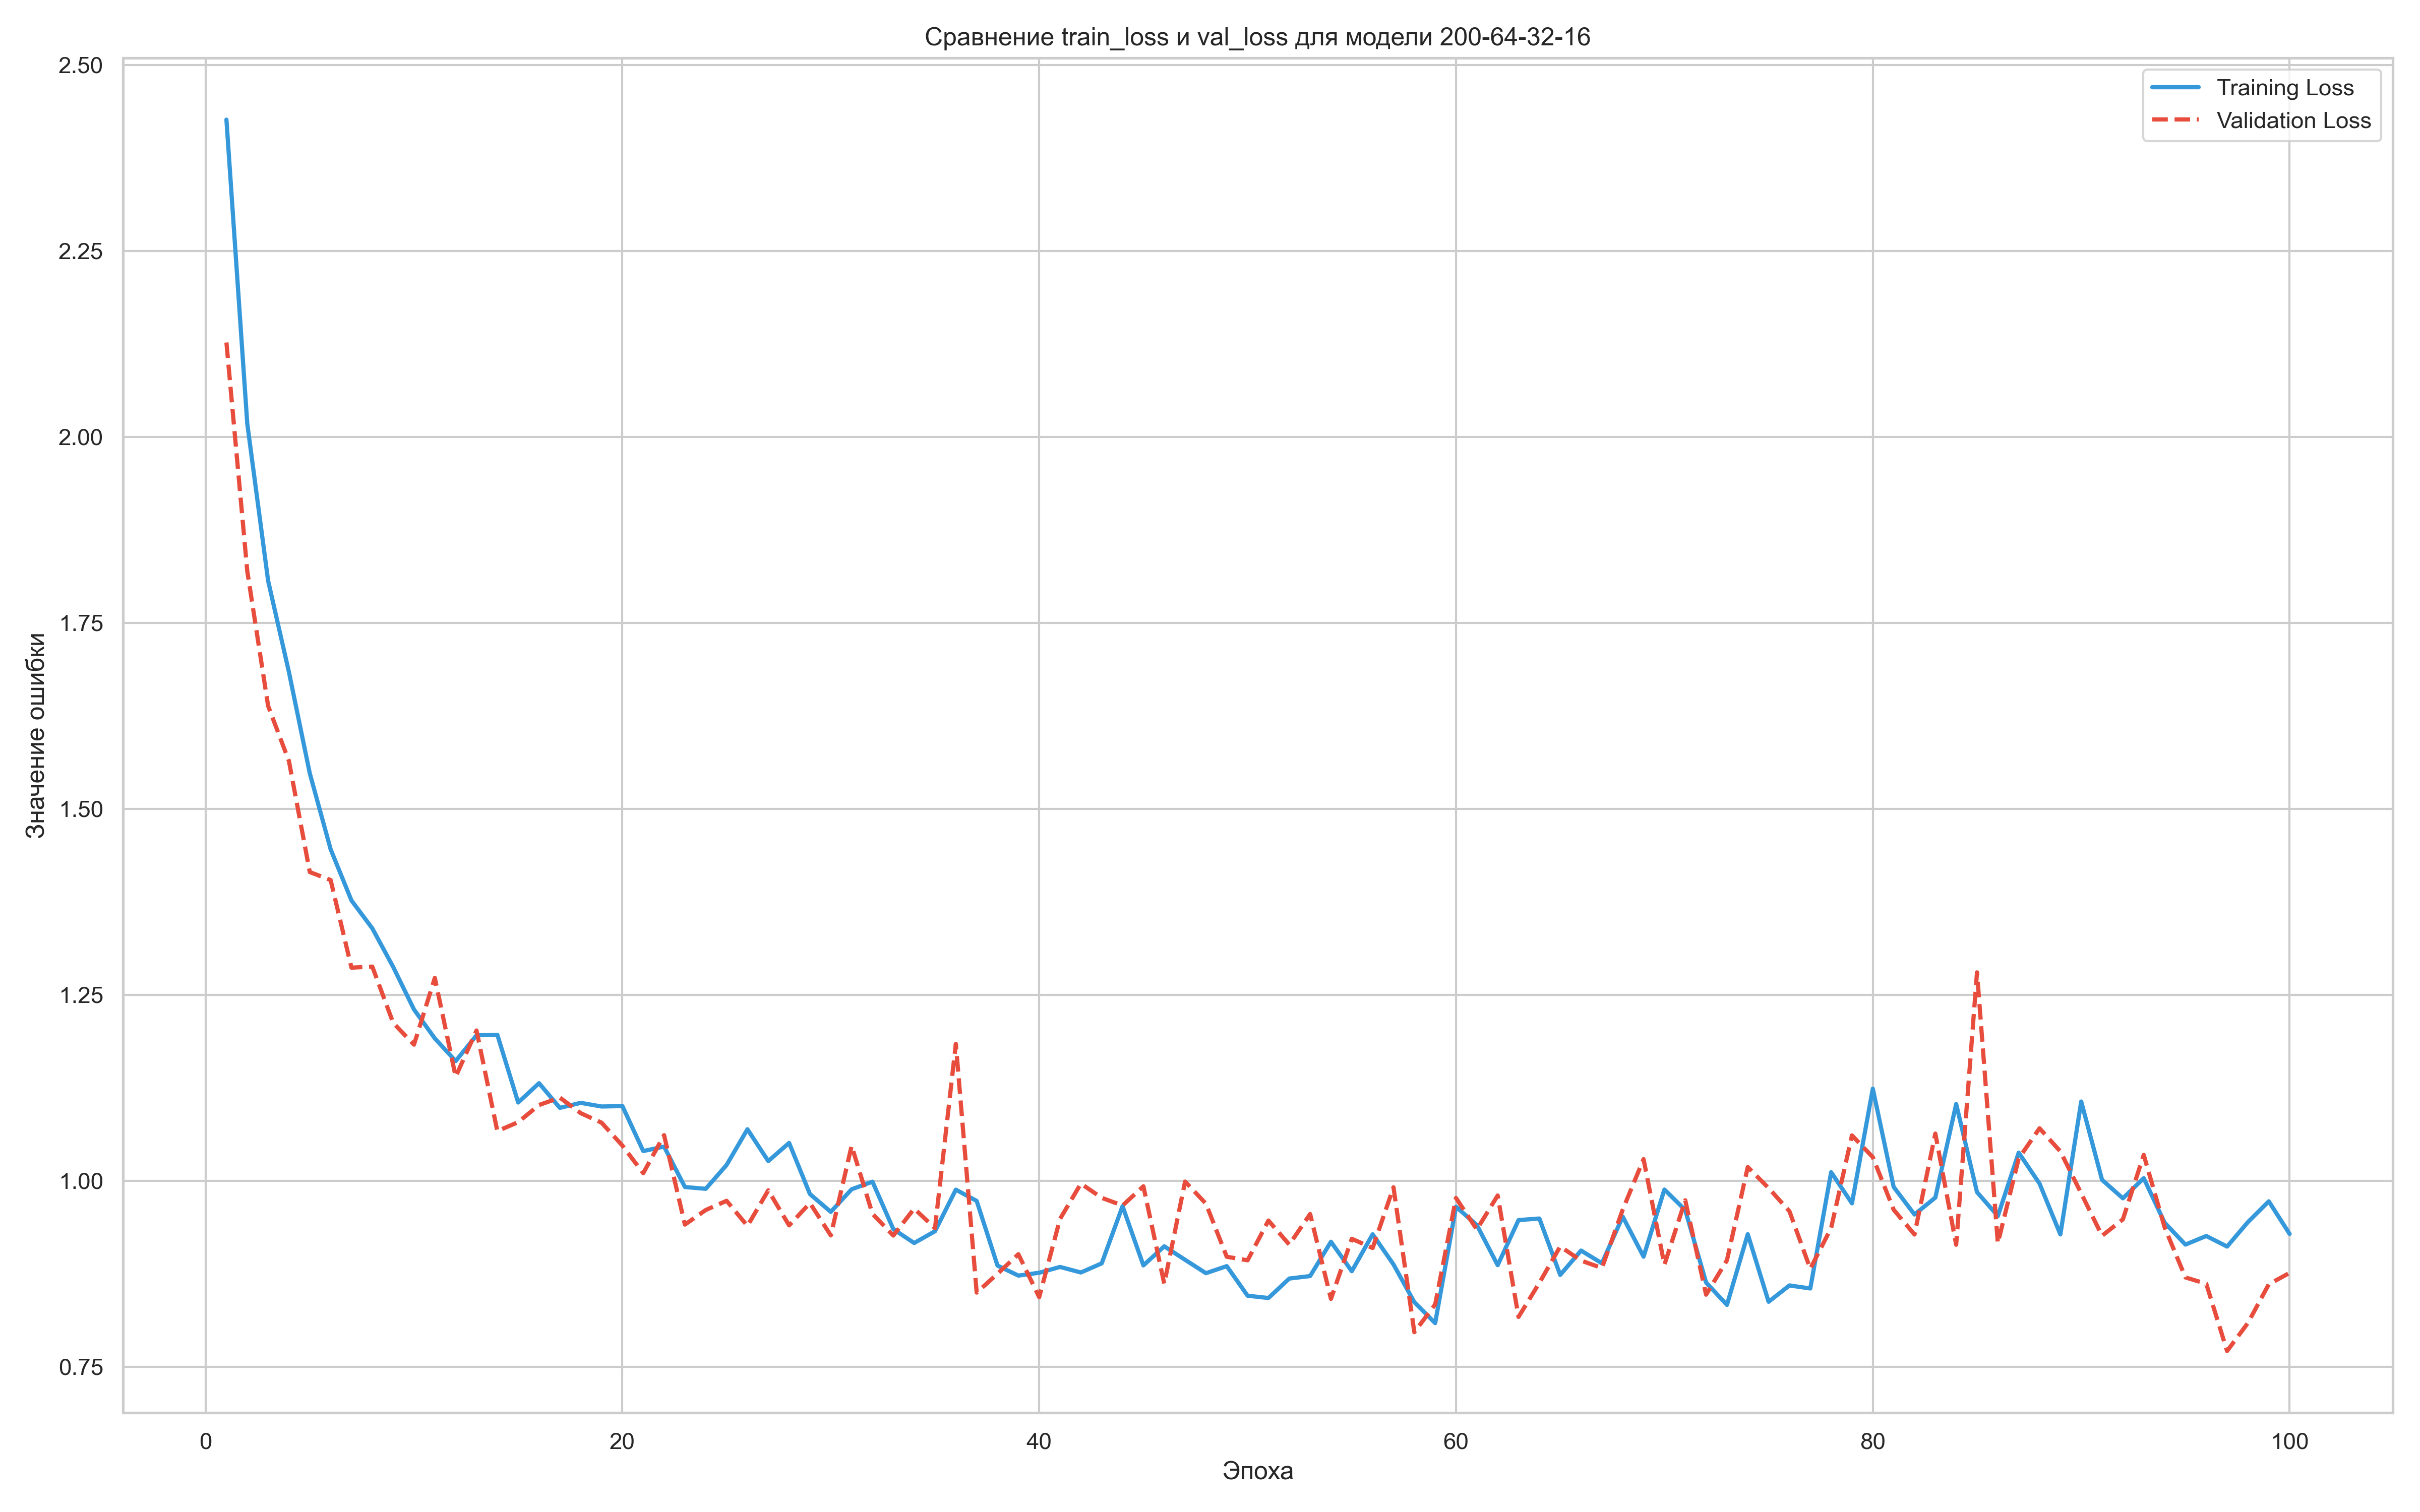 Сравнение train_loss и val_loss для модели 200-64-32-16
2.50
2.25
2.00
1.75
1.50
1.25
1.00
0.75
Значение ошибки
Training Loss
Validation Loss
0 20 40 60 80 100
Эпоха